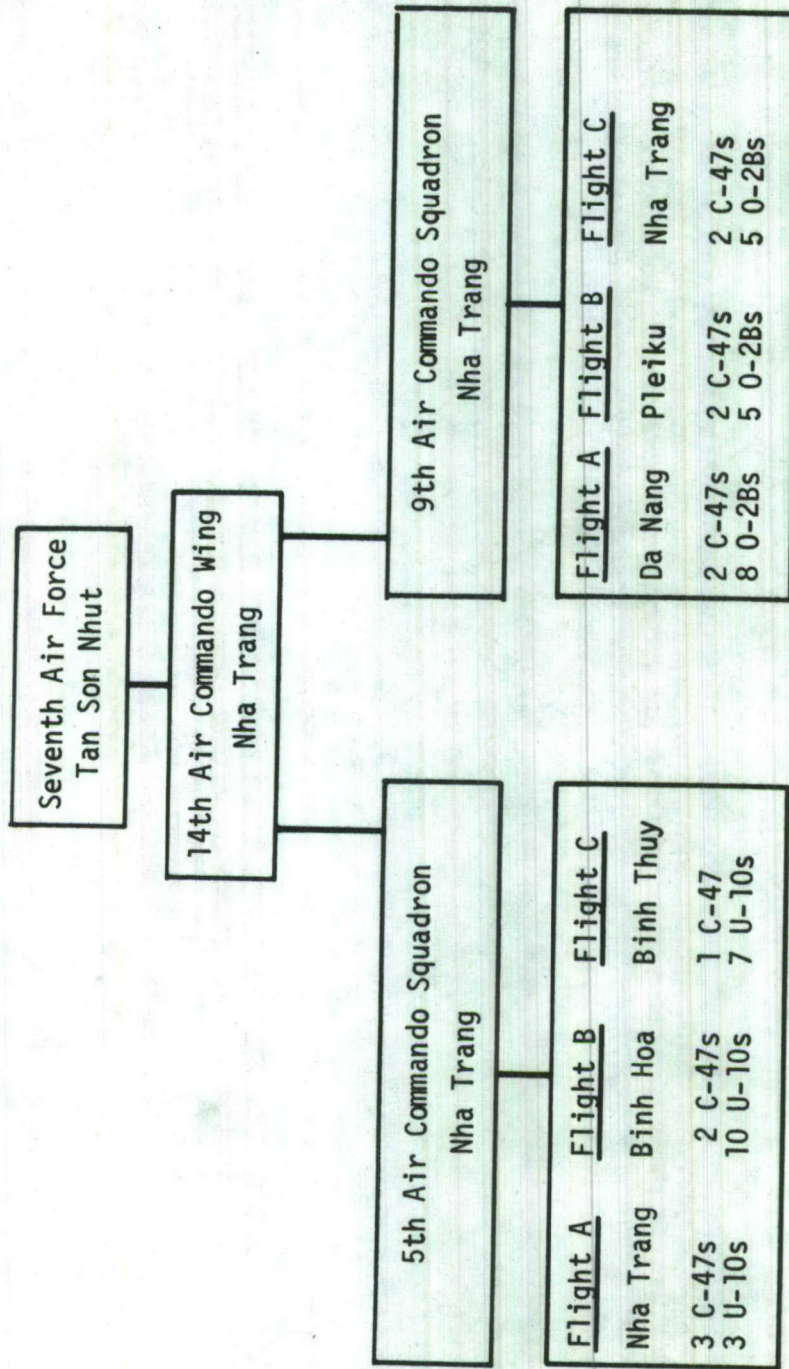 Seventh Air Force
Tan Son Nhut
14th Air Commando Wing
Nha Trang
5th Air Commando Squadron
Nha Trang
9th Air Commando Squadron
Nha Trang
Flight A Flight B Flight C
Nha Trang Binh Hoa Binh Thuy
3 C-47s 2 C-47s 1 C-47
3 U-10s 10 U-10s 7 U-10s
Flight A Flight B Flight C
Da Nang Pleiku Nha Trang
2 C-47s 2 C-47s 2 C-47s
8 O-2Bs 5 O-2Bs 5 O-2Bs